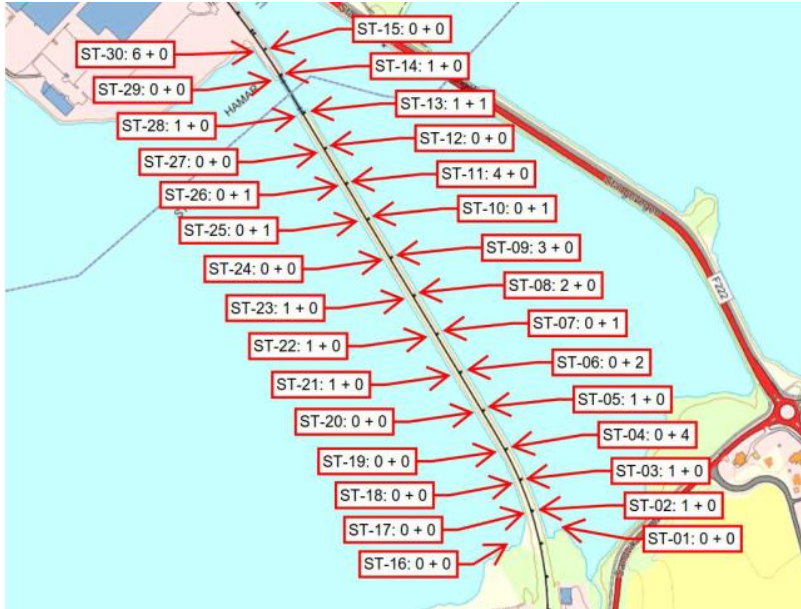 ST-15: 0 + 0
ST-30: 6 + 0
ST-14: 1 + 0
ST-29: 0 + 0
HAMAR
ST-13: 1 + 1
ST-28: 1 + 0
ST-12: 0 + 0
ST-27: 0 + 0
ST-11: 4 + 0
ST-26: 0 + 1
ST-10: 0 + 1
ST-25: 0 + 1
ST-09: 3 + 0
ST-24: 0 + 0
ST-08: 2 + 0
F222
ST-23: 1 + 0
ST-07: 0 + 1
ST-22: 1 + 0
ST-06: 0 + 2
ST-21: 1 + 0
ST-05: 1 + 0
ST-20: 0 + 0
ST-04: 0 + 4
ST-19: 0 + 0
ST-03: 1 + 0
ST-18: 0 + 0
ST-02: 1 + 0
ST-17: 0 + 0
ST-01: 0 + 0
ST-16: 0 + 0